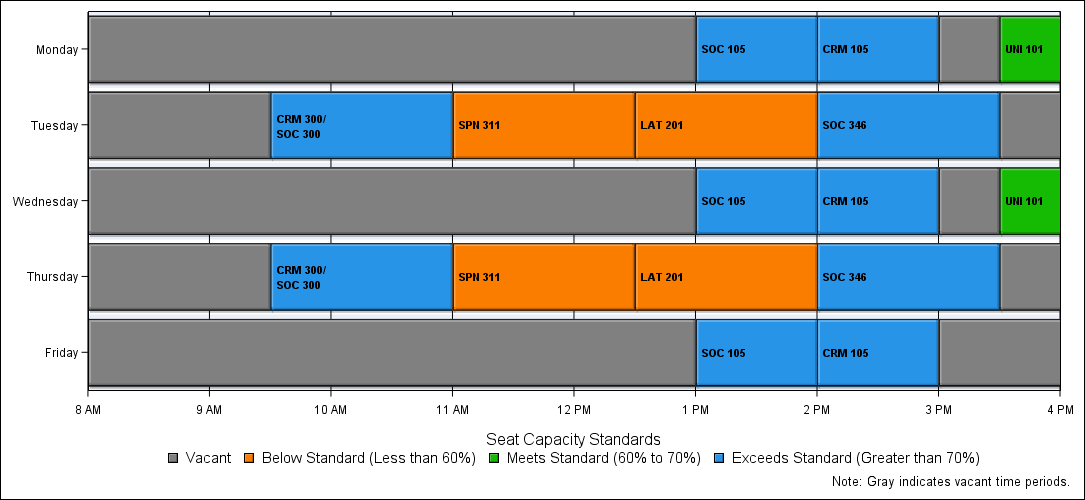 Monday
SOC 105
CRM 105
UNI 101
Tuesday
CRM 300/
SOC 300
SPN 311
LAT 201
SOC 346
Wednesday
SOC 105
CRM 105
UNI 101
Thursday
CRM 300/
SOC 300
SPN 311
LAT 201
SOC 346
Friday
SOC 105
CRM 105
8 AM 9 AM 10 AM 11 AM 12 PM 1 PM 2 PM 3 PM 4 PM
Seat Capacity Standards
Vacant Below Standard (Less than 60%) Meets Standard (60% to 70%) Exceeds Standard (Greater than 70%)
Note: Gray indicates vacant time periods.